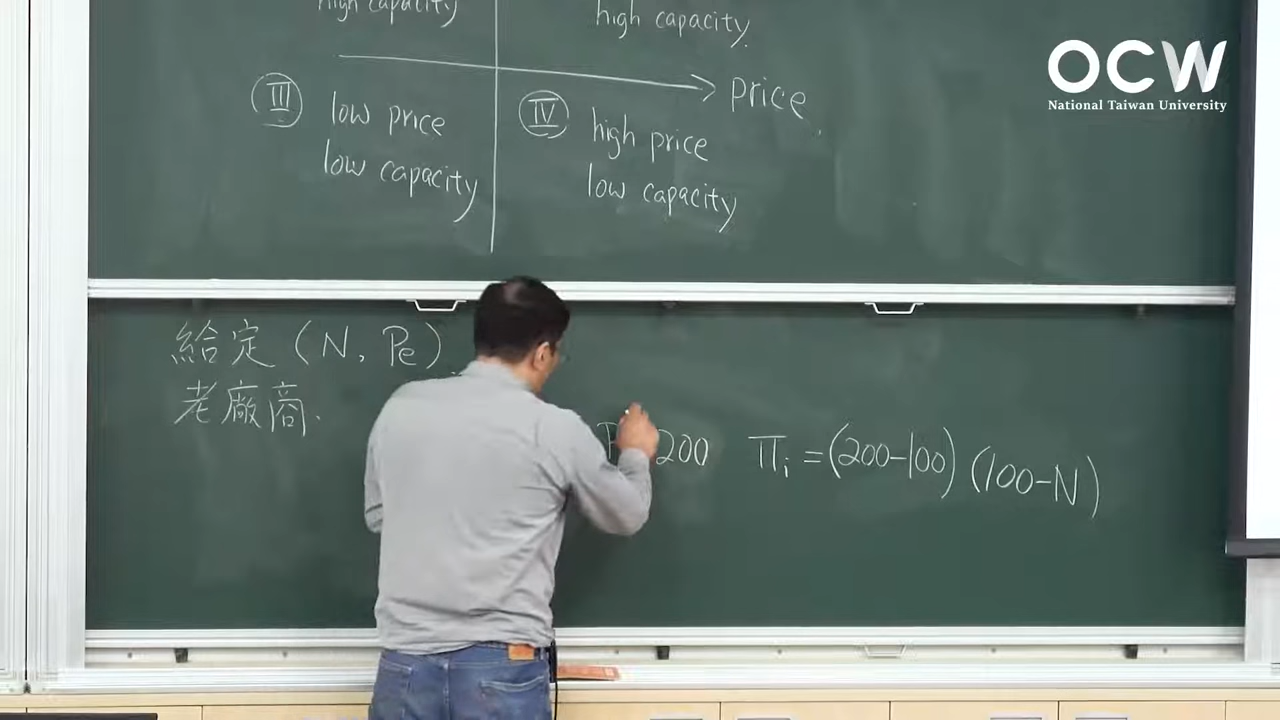 high capacity
high capacity.
OCW
National Taiwan University
Price
III low price
low capacity
IV high price
low capacity
給定 (N, Pe)
老廠商.
200 πi = (200-100) (100-N)